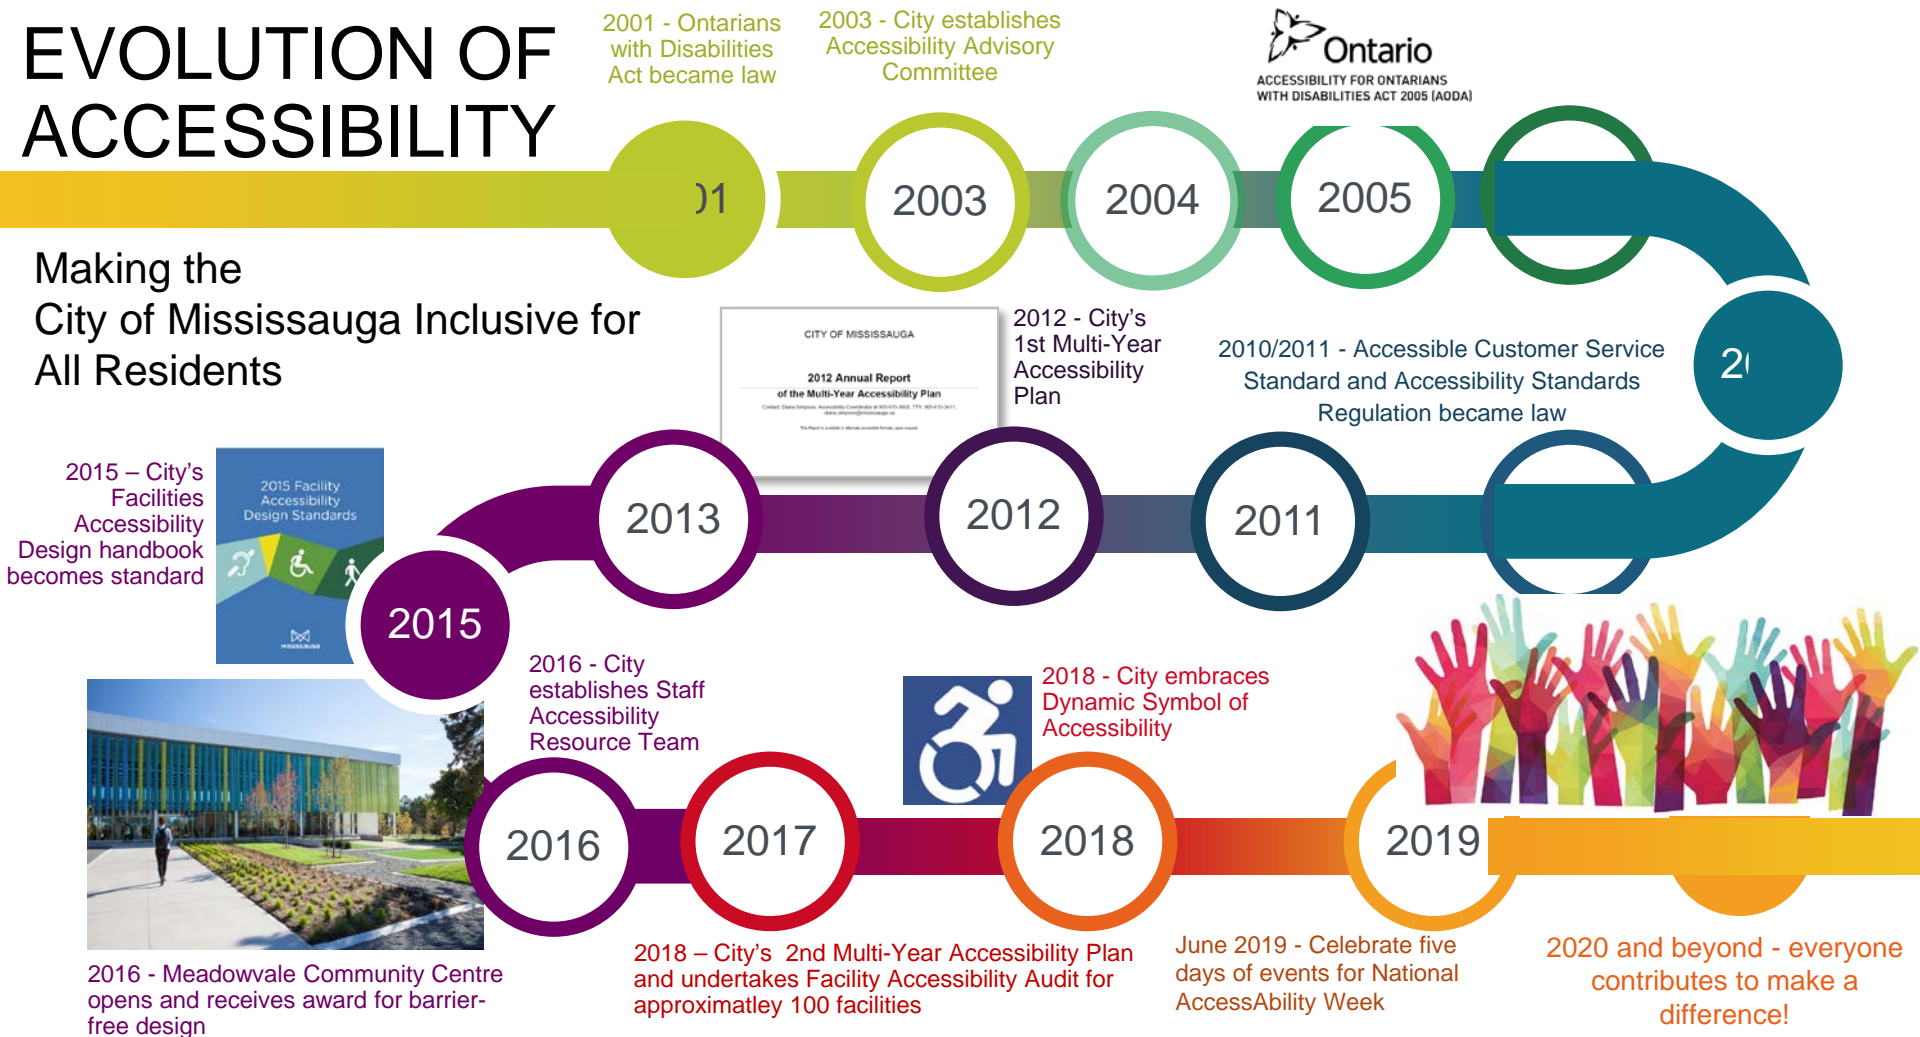 EVOLUTION OF
ACCESSIBILITY
Making the
City of Mississauga Inclusive for
All Residents
2001 - Ontarians
with Disabilities
Act became law
2003 - City establishes
Accessibility Advisory
Committee
Ontario
ACCESSIBILITY FOR ONTARIANS
WITH DISABILITIES ACT 2005 (AODA)
01
2003
2004
2005
2010/2011 - Accessible Customer Service
Standard and Accessibility Standards
Regulation became law
2012 - City's
1st Multi-Year
Accessibility
Plan
CITY OF MISSISSAUGA
2012 Annual Report
of the Multi-Year Accessibility Plan
2011
2012
2013
2015 – City's
Facilities
Accessibility
Design handbook
becomes standard
2015 Facility
Accessibility
Design Standards
MISSISSAUGA
2015
2016 - City
establishes Staff
Accessibility
Resource Team
2018 - City embraces
Dynamic Symbol of
Accessibility
2016
2017
2018
2019
2016 - Meadowvale Community Centre
opens and receives award for barrier-
free design
2018 – City's  2nd Multi-Year Accessibility Plan
and undertakes Facility Accessibility Audit for
approximatley 100 facilities
June 2019 - Celebrate five
days of events for National
AccessAbility Week
2020 and beyond - everyone
contributes to make a
difference!